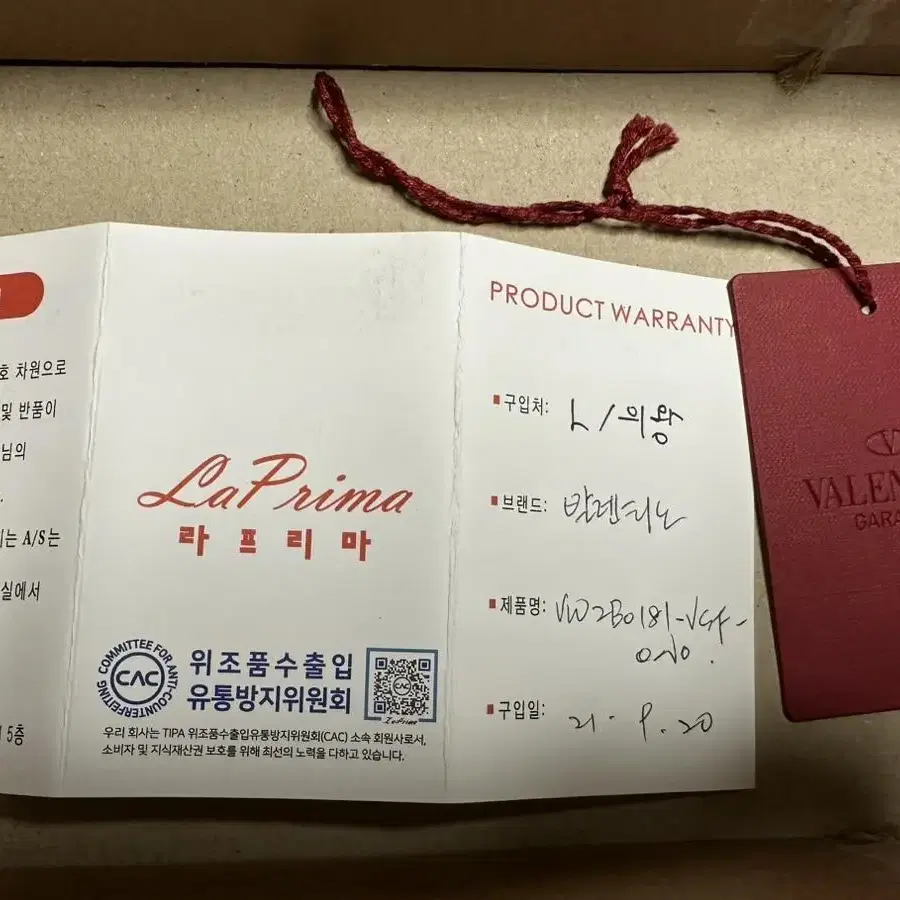 호 차원으로
및 반품이
님의
는 A/S는
실에서
5층
LaPrima
라프리마
COMMITTEE FOR ANTI-COUNTERFEITING
CAC
위조품수출입
유통방지위원회
CAC
LaPrima
우리 회사는 TIPA 위조품수출입유통방지위원회(CAC) 소속 회원사로서,
소비자 및 지식재산권 보호를 위해 최선의 노력을 다하고 있습니다.
PRODUCT WARRANTY
구입처: L/의왕
브랜드: 발렌티노
제품명: VW2B0181-VSF-
0N0.
구입일: 21. 9. 20
VALEN
GARA